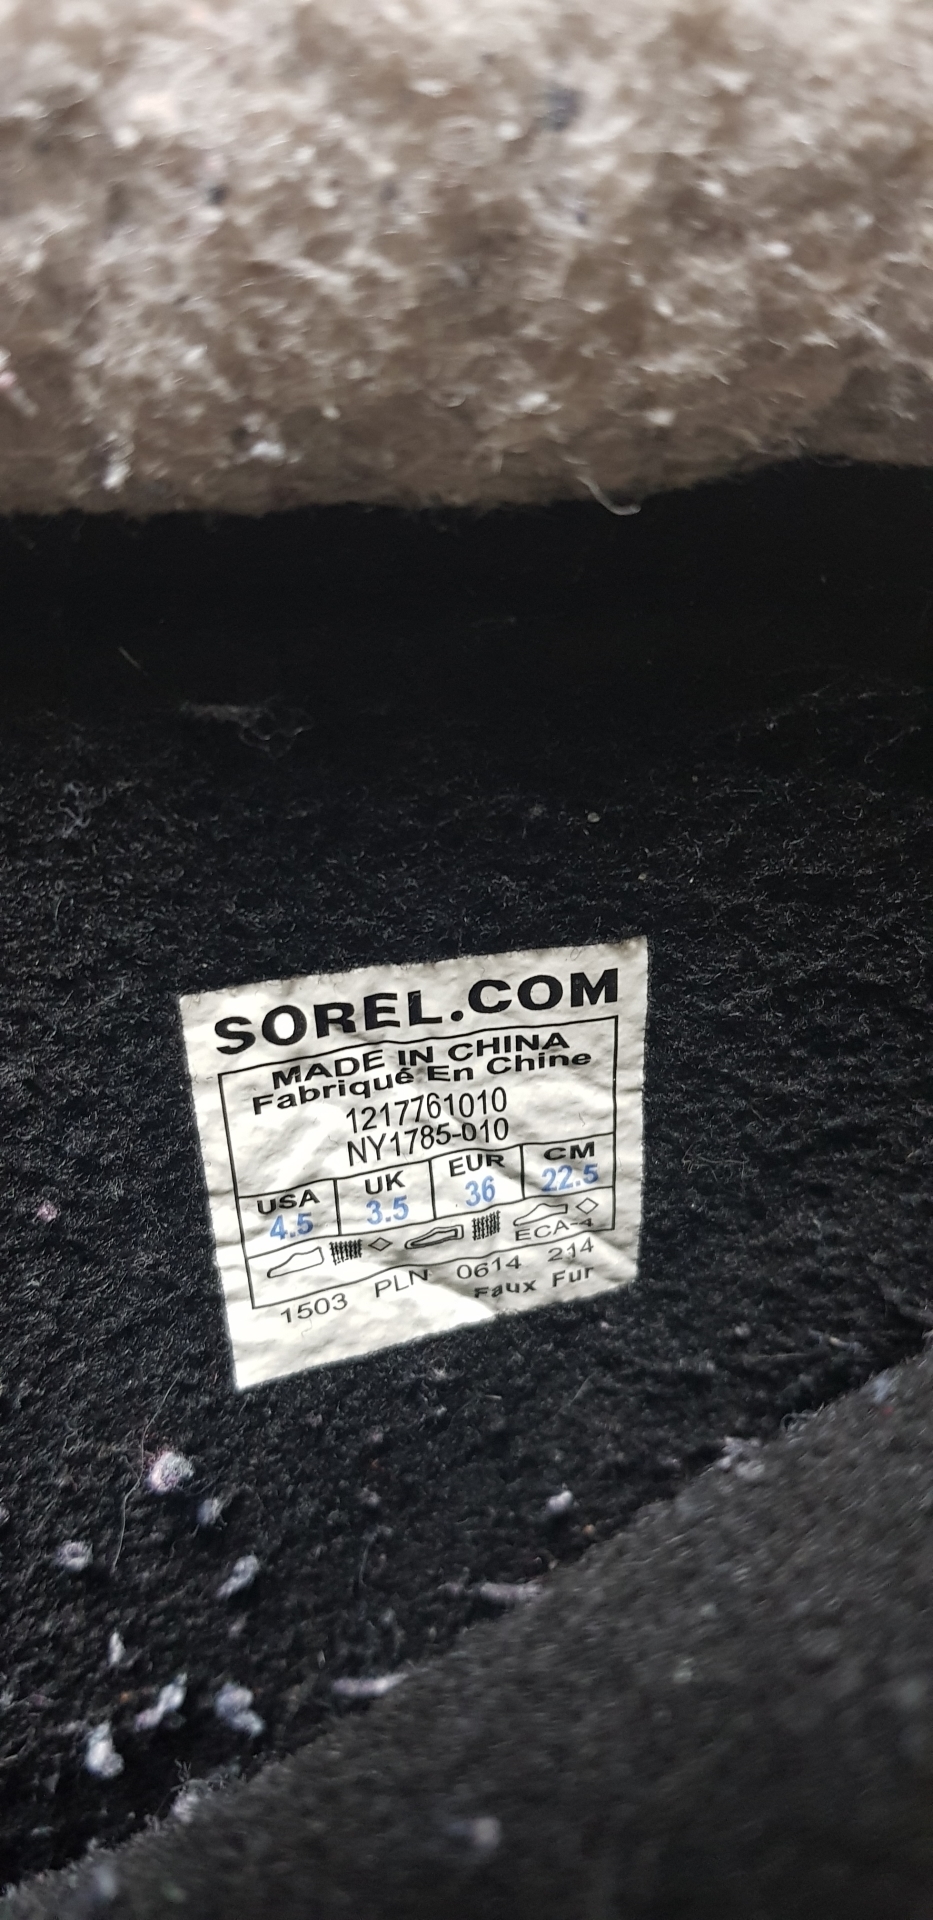 SOREL.COM
MADE IN CHINA
Fabriqué En Chine
1217761010
NY1785-010
USA UK EUR CM
4.5 3.5 36 22.5
ECA-4
1503 PLN 0614 214
Faux Fur